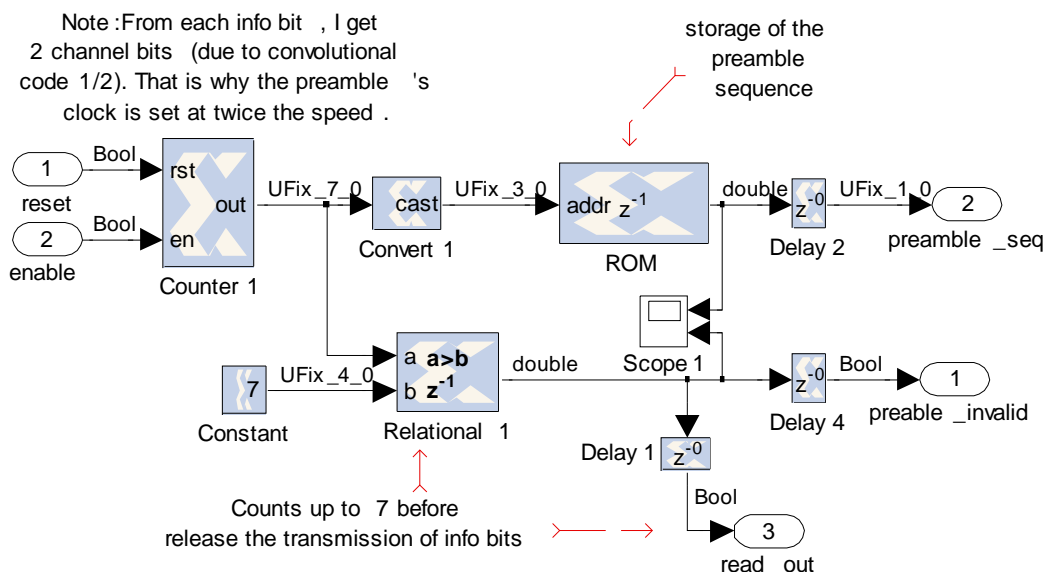 Note :From each info bit , I get
2 channel bits (due to convolutional
code 1/2). That is why the preamble 's
clock is set at twice the speed .
storage of the
preamble
sequence
1
reset
Bool
2
enable
Bool
rst
en
out
Counter 1
UFix_7_0
cast
Convert 1
UFix_3_0
addr z-1
ROM
double
z-0
Delay 2
UFix_1_0
2
preamble _seq
Scope 1
7
Constant
UFix _4_0
a a>b
b z-1
Relational 1
double
z-0
Delay 4
Bool
1
preable _invalid
Delay 1
z-0
Bool
3
read _out
Counts up to 7 before
release the transmission of info bits